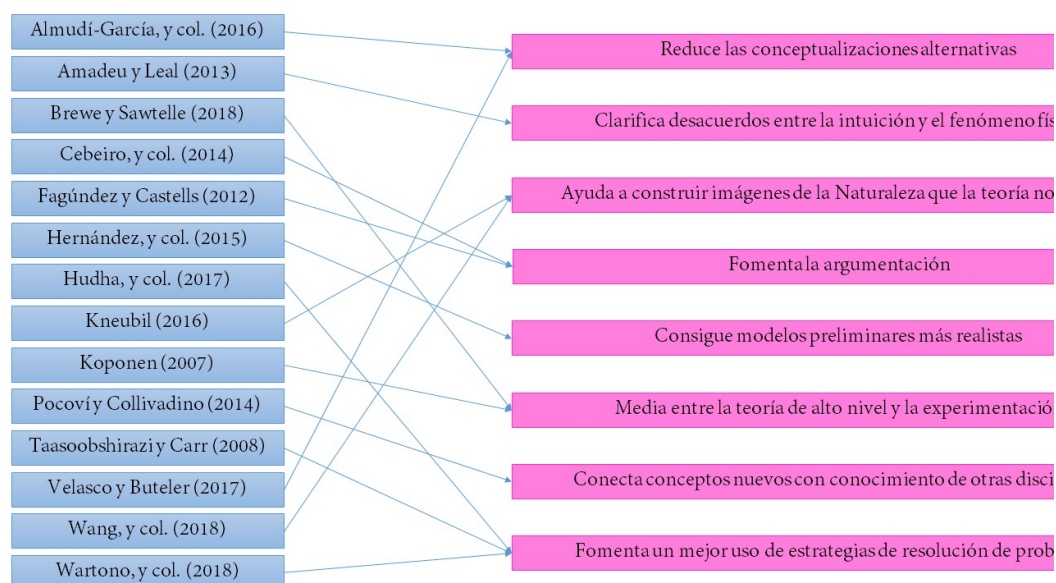 Almudí-García, y col. (2016)
Amadeu y Leal (2013)
Brewe y Sawtelle (2018)
Cebeiro, y col. (2014)
Fagúndez y Castells (2012)
Hernández, y col. (2015)
Hudha, y col. (2017)
Kneubil (2016)
Koponen (2007)
Pocoví y Collivadino (2014)
Taasoobshirazi y Carr (2008)
Velasco y Buteler (2017)
Wang, y col. (2018)
Wartono, y col. (2018)
Reduce las conceptualizaciones alternativas
Clarifica desacuerdos entre la intuición y el fenómeno
Ayuda a construir imágenes de la Naturaleza que la teoría no
Fomenta la argumentación
Consigue modelos preliminares más realistas
Media entre la teoría de alto nivel y la
Conecta conceptos nuevos con conocimiento de otras
Fomenta un mejor uso de estrategias de resolución de